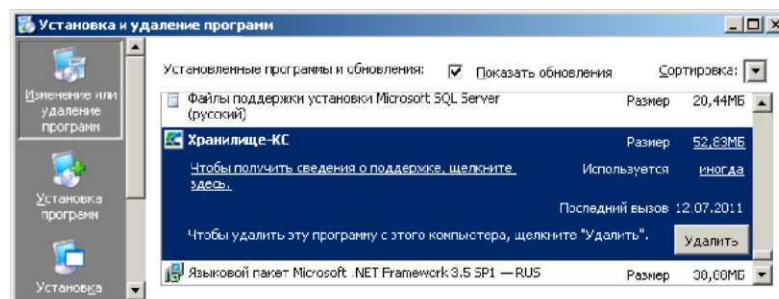 Установка и удаление программ
Изменение или
удаление
программ
Установка
программ
Установка
Установленные программы и обновления:
Показать обновления
Сортировка:
Файлы поддержки установки Microsoft SQL Server
(русский)
Размер 20,44МБ
Хранилище-КС
Размер 52,83МБ
Чтобы получить сведения о поддержке, щелкните
здесь.
Используется иногда
Последний вызов 12.07.2011
Чтобы удалить эту программу с этого компьютера, щелкните "Удалить".
Удалить
Языковой пакет Microsoft .NET Framework 3.5 SP1 — RUS
Размер